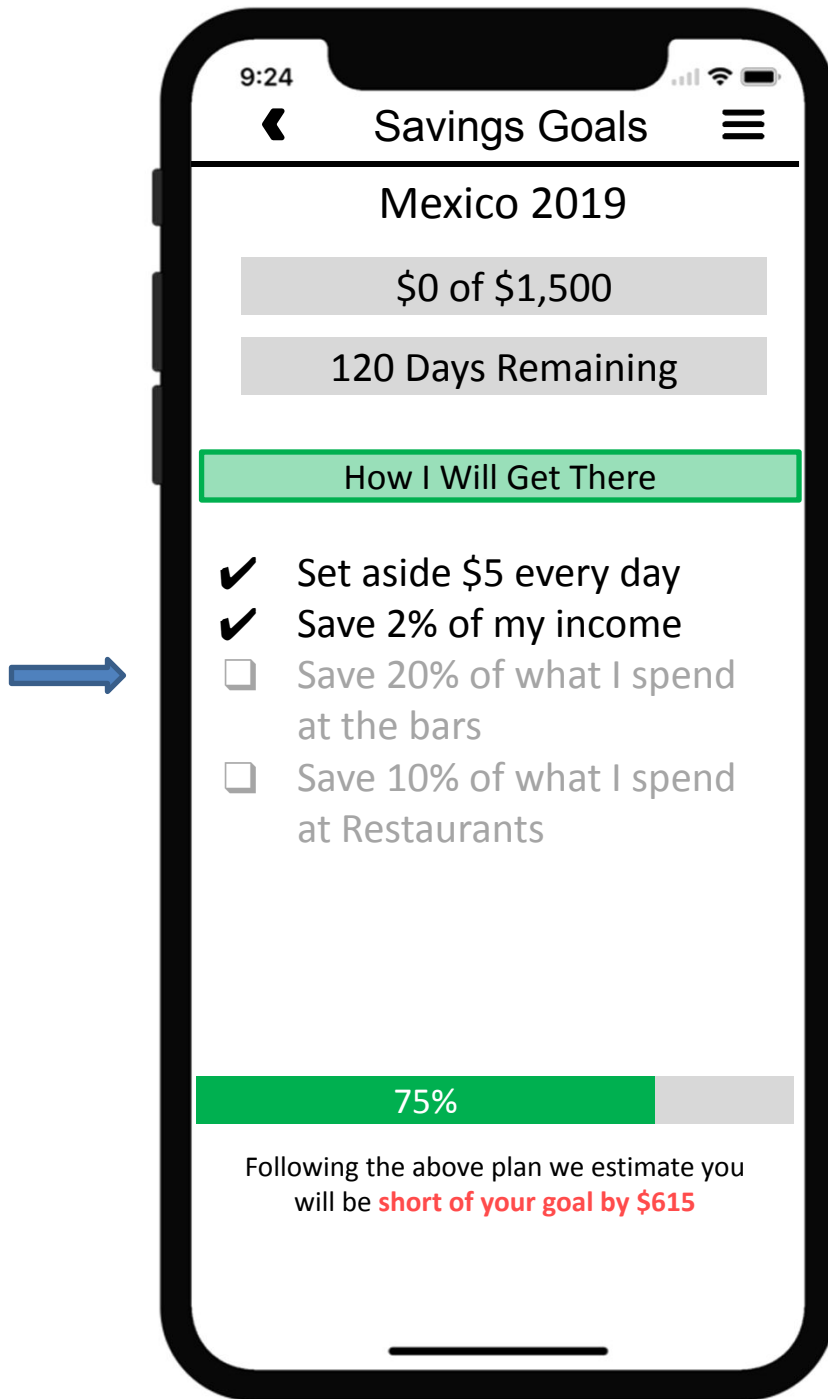 9:24
Savings Goals
Mexico 2019
$0 of $1,500
120 Days Remaining
How I Will Get There
✔ Set aside $5 every day
✔ Save 2% of my income
❑ Save 20% of what I spend
at the bars
❑ Save 10% of what I spend
at Restaurants
75%
Following the above plan we estimate you
will be short of your goal by $615